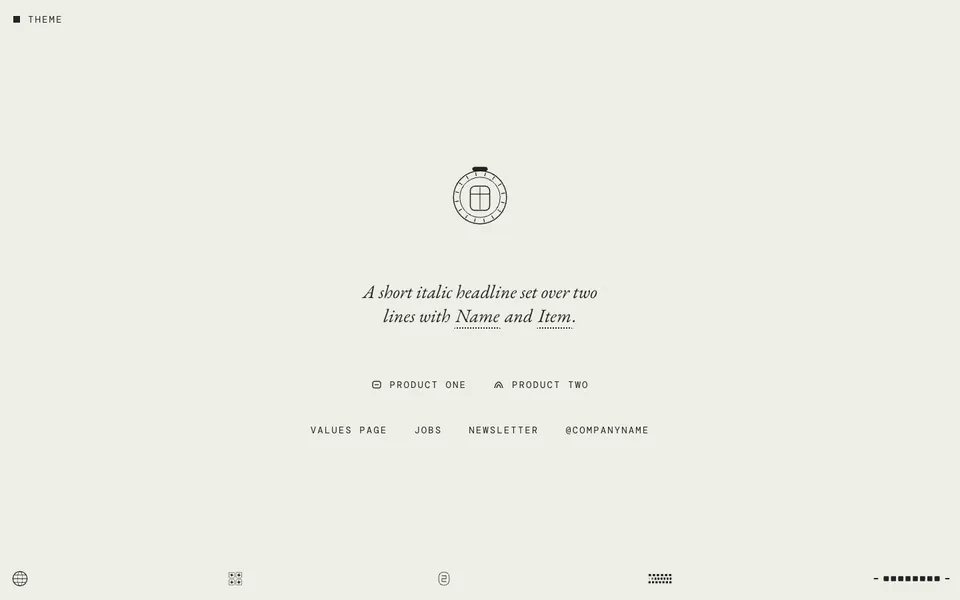 THEME
A short italic headline set over two
lines with Name and Item.
PRODUCT ONE PRODUCT TWO
VALUES PAGE JOBS NEWSLETTER @COMPANYNAME